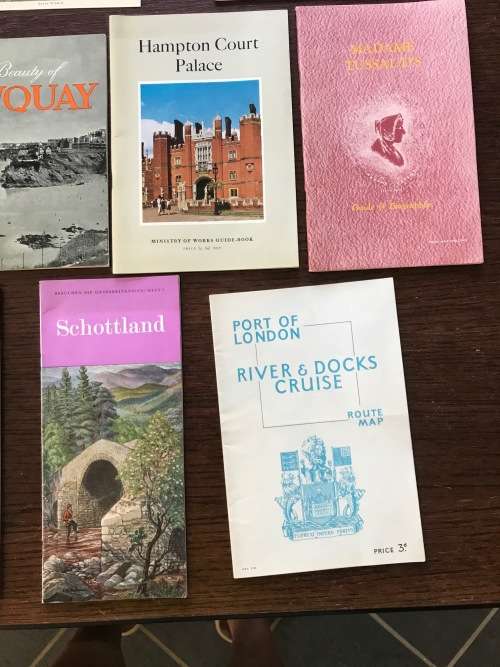 Beauty of
WQUAY
Hampton Court
Palace
MINISTRY OF WORKS GUIDE-BOOK
MADAME
TUSSAUD'S
Guide & Biographies
Schottland
PORT OF
LONDON
RIVER & DOCKS
CRUISE
ROUTE
MAP
PRICE 3ᴰ